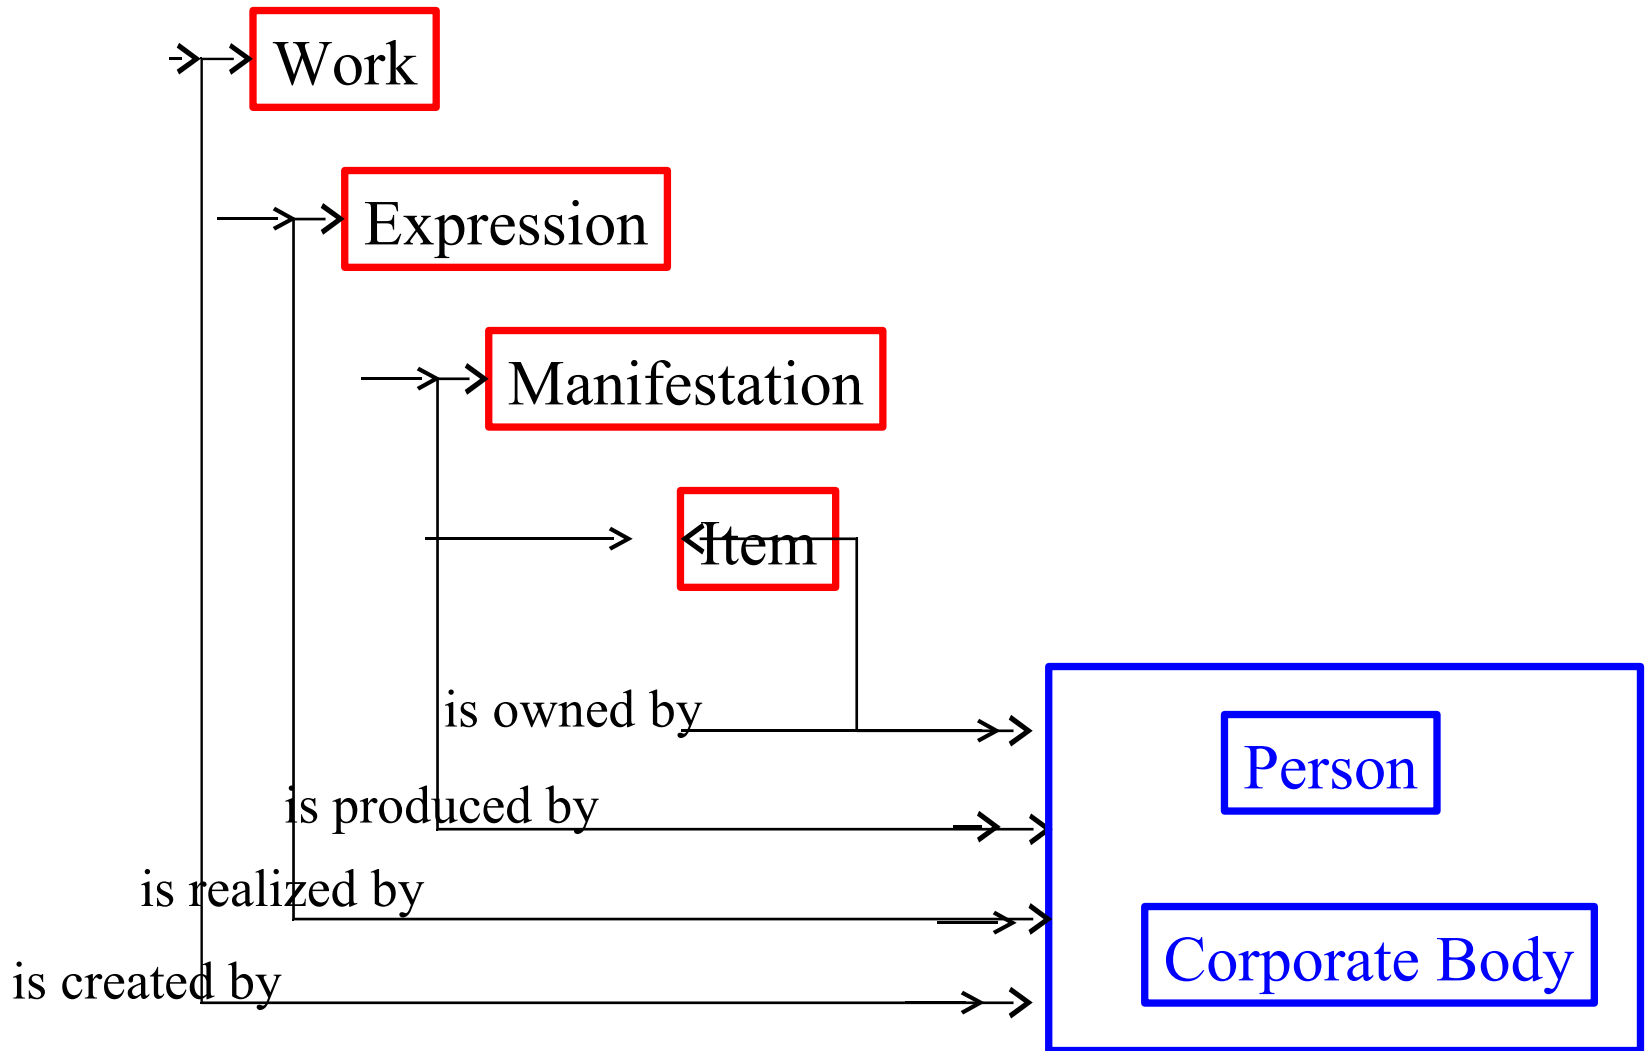 Work
Expression
Manifestation
Item
is owned by
Person
is produced by
is realized by
Corporate Body
is created by